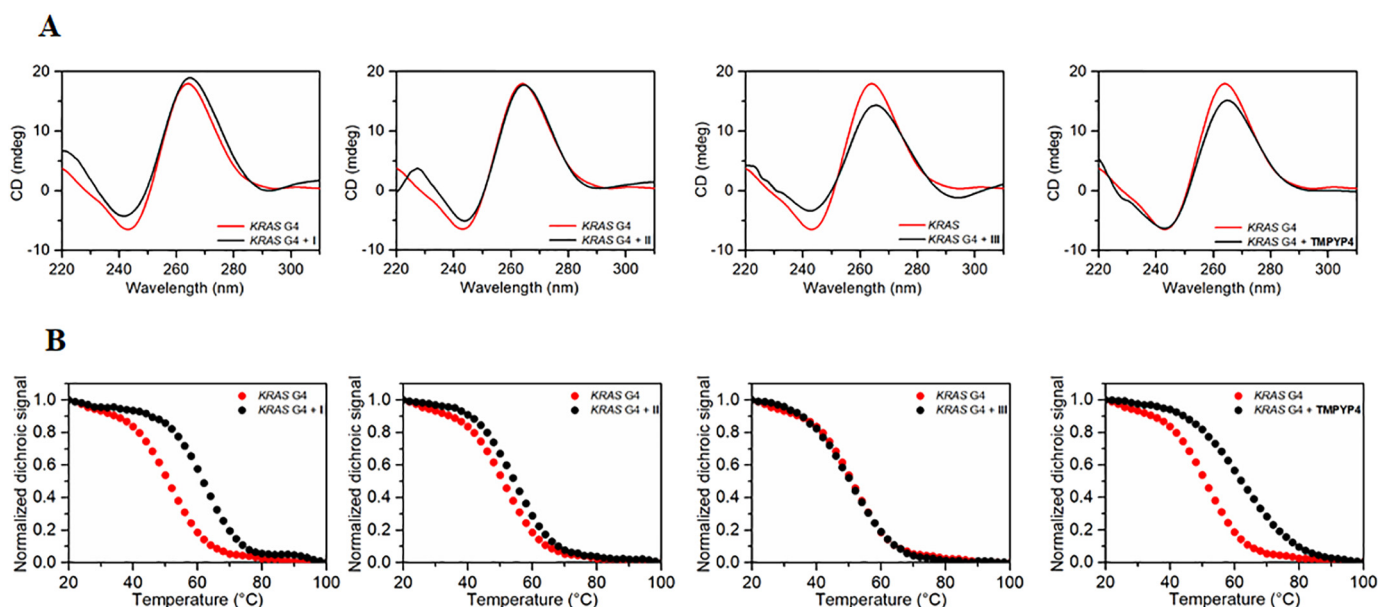 A
CD (mdeg)
20
10
0
-10
KRAS G4
KRAS G4 + I
220 240 260 280 300
Wavelength (nm)
CD (mdeg)
20
10
0
-10
KRAS G4
KRAS G4 + II
220 240 260 280 300
Wavelength (nm)
CD (mdeg)
20
10
0
-10
KRAS
KRAS G4 + III
220 240 260 280 300
Wavelength (nm)
CD (mdeg)
20
10
0
-10
KRAS G4
KRAS G4 + TMPYP4
220 240 260 280 300
Wavelength (nm)
B
Normalized dichroic signal
1.0
0.8
0.6
0.4
0.2
0.0
KRAS G4
KRAS G4 + I
20 40 60 80 100
Temperature (°C)
Normalized dichroic signal
1.0
0.8
0.6
0.4
0.2
0.0
KRAS G4
KRAS G4 + II
20 40 60 80 100
Temperature (°C)
Normalized dichroic signal
1.0
0.8
0.6
0.4
0.2
0.0
KRAS G4
KRAS G4 + III
20 40 60 80 100
Temperature (°C)
Normalized dichroic signal
1.0
0.8
0.6
0.4
0.2
0.0
KRAS G4
KRAS G4 + TMPYP4
20 40 60 80 100
Temperature (°C)